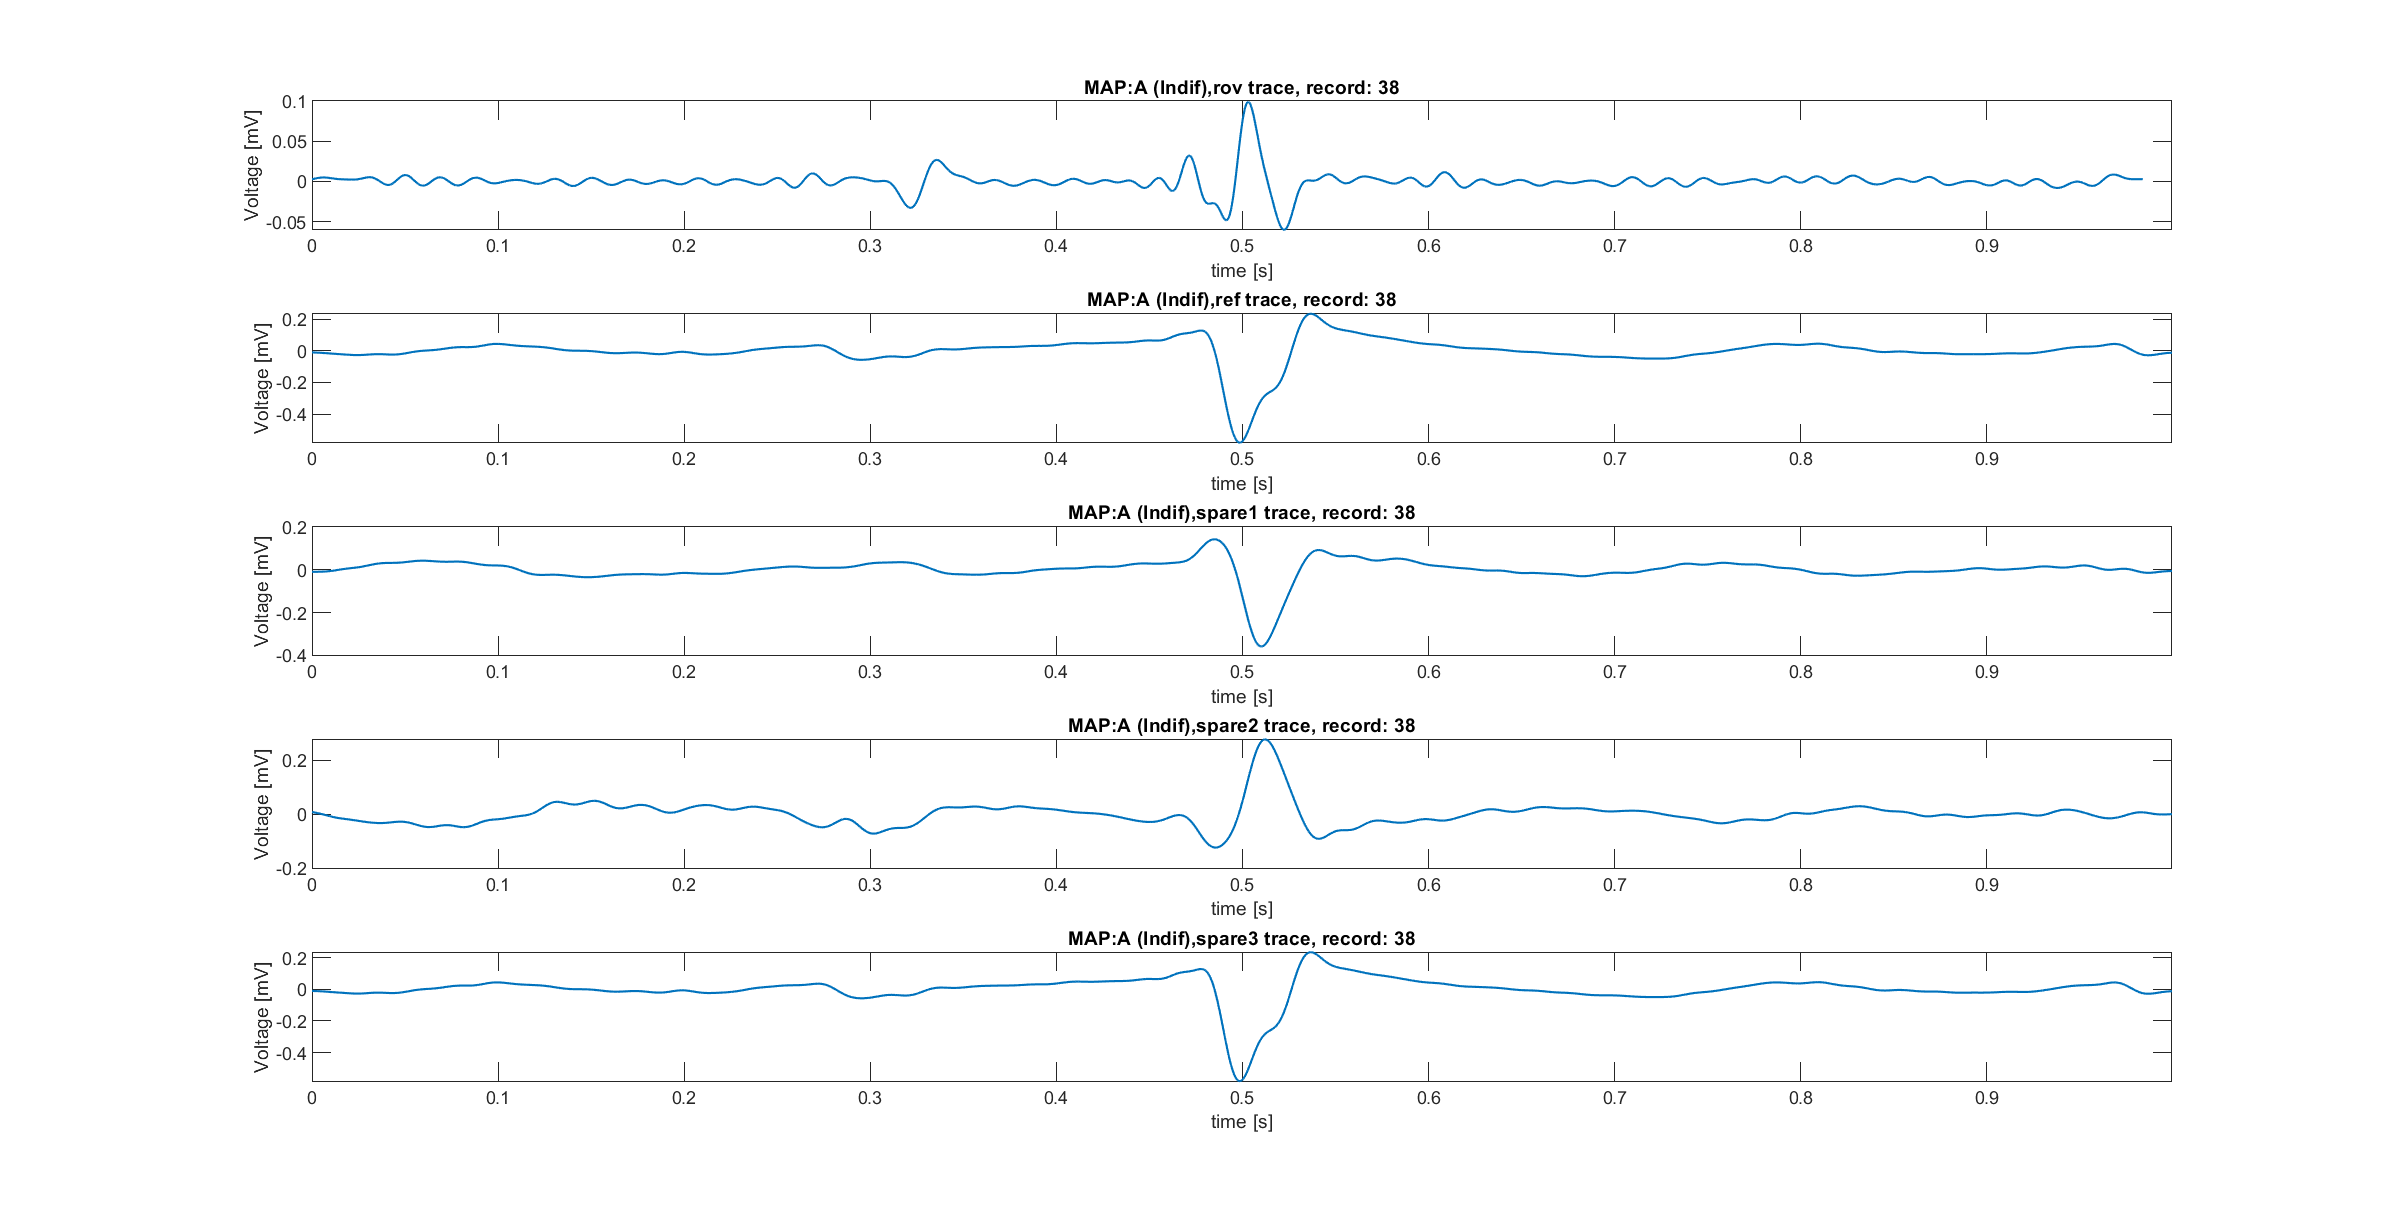 MAP:A (Indif),rov trace, record: 38
Voltage [mV]
0.1
0.05
0
-0.05
0 0.1 0.2 0.3 0.4 0.5 0.6 0.7 0.8 0.9
time [s]
MAP:A (Indif),ref trace, record: 38
Voltage [mV]
0.2
0
-0.2
-0.4
0 0.1 0.2 0.3 0.4 0.5 0.6 0.7 0.8 0.9
time [s]
MAP:A (Indif),spare1 trace, record: 38
Voltage [mV]
0.2
0
-0.2
-0.4
0 0.1 0.2 0.3 0.4 0.5 0.6 0.7 0.8 0.9
time [s]
MAP:A (Indif),spare2 trace, record: 38
Voltage [mV]
0.2
0
-0.2
0 0.1 0.2 0.3 0.4 0.5 0.6 0.7 0.8 0.9
time [s]
MAP:A (Indif),spare3 trace, record: 38
Voltage [mV]
0.2
0
-0.2
-0.4
0 0.1 0.2 0.3 0.4 0.5 0.6 0.7 0.8 0.9
time [s]